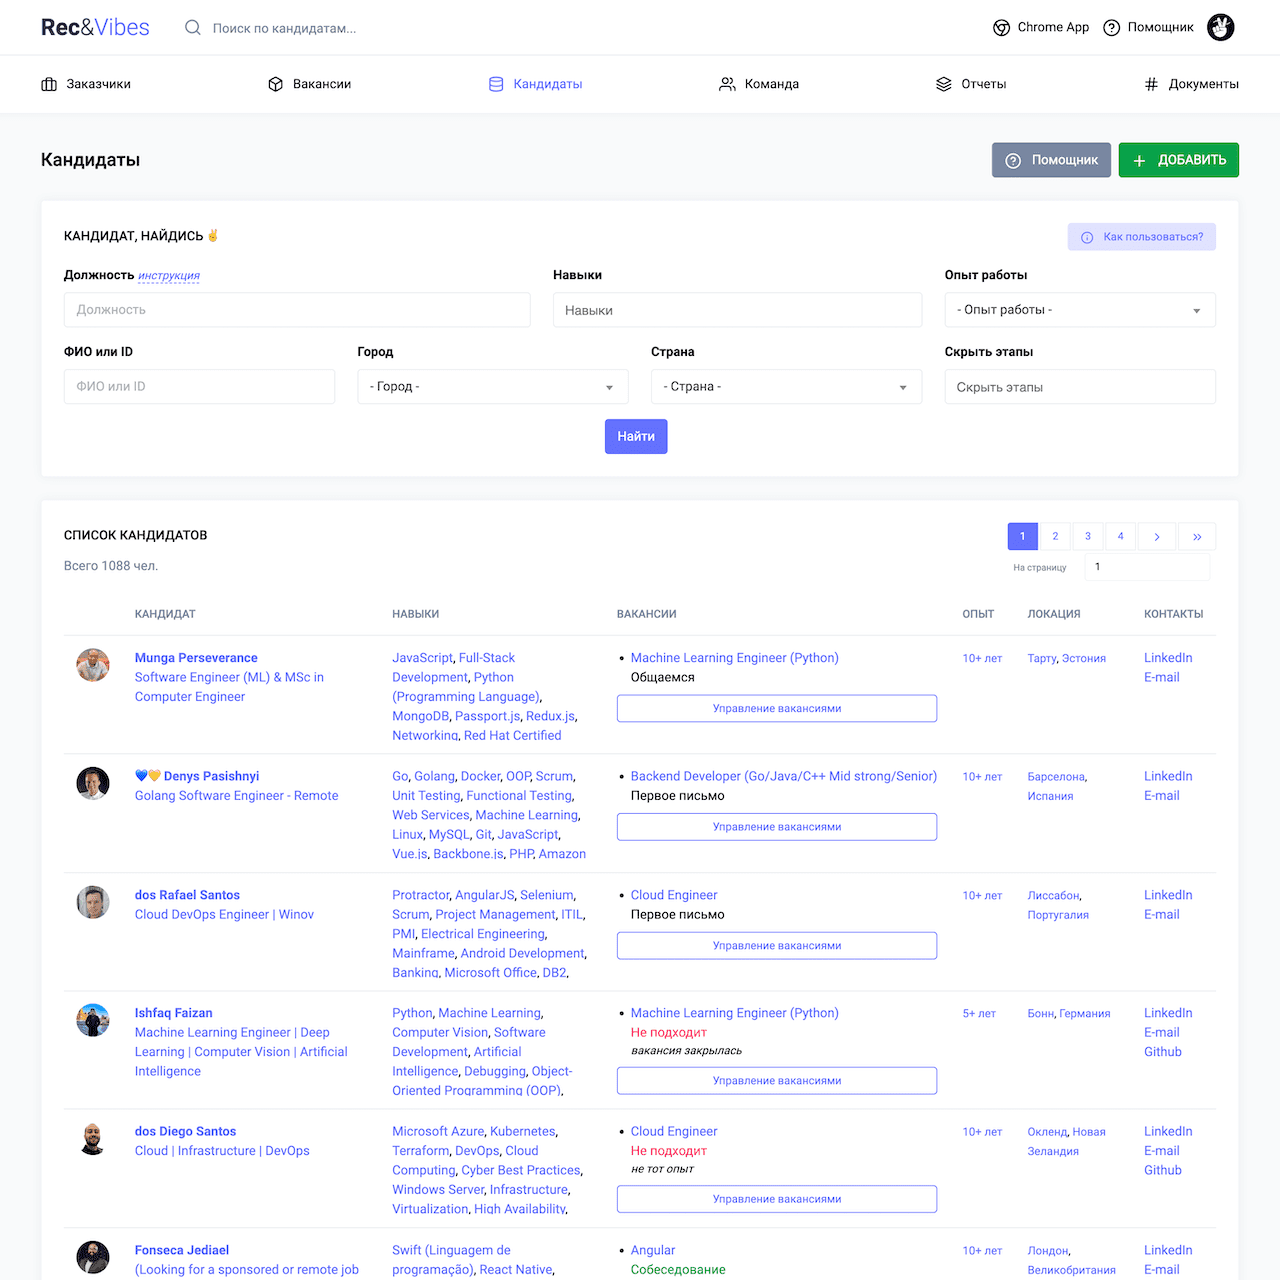 Rec&Vibes
Поиск по кандидатам...
Chrome App
Помощник
Заказчики
Вакансии
Кандидаты
Команда
Отчеты
Документы
Кандидаты
Помощник
+ ДОБАВИТЬ
КАНДИДАТ, НАЙДИСЬ ✌
Как пользоваться?
Должность инструкция
Навыки
Опыт работы
Должность
Навыки
- Опыт работы -
ФИО или ID
Город
Страна
Скрыть этапы
ФИО или ID
- Город -
- Страна -
Скрыть этапы
Найти
СПИСОК КАНДИДАТОВ
1 2 3 4 › »
Всего 1088 чел.
На страницу 1
КАНДИДАТ НАВЫКИ ВАКАНСИИ ОПЫТ ЛОКАЦИЯ КОНТАКТЫ
Munga Perseverance
Software Engineer (ML) & MSc in
Computer Engineer
JavaScript, Full-Stack
Development, Python
(Programming Language),
MongoDB, Passport.js, Redux.js,
Networking, Red Hat Certified
• Machine Learning Engineer (Python)
Общаемся
Управление вакансиями
10+ лет
Тарту, Эстония
LinkedIn
E-mail
💙💛 Denys Pasishnyi
Golang Software Engineer - Remote
Go, Golang, Docker, OOP, Scrum,
Unit Testing, Functional Testing,
Web Services, Machine Learning,
Linux, MySQL, Git, JavaScript,
Vue.js, Backbone.js, PHP, Amazon
• Backend Developer (Go/Java/C++ Mid strong/Senior)
Первое письмо
Управление вакансиями
10+ лет
Барселона,
Испания
LinkedIn
E-mail
dos Rafael Santos
Cloud DevOps Engineer | Winov
Protractor, AngularJS, Selenium,
Scrum, Project Management, ITIL,
PMI, Electrical Engineering,
Mainframe, Android Development,
Banking, Microsoft Office, DB2,
• Cloud Engineer
Первое письмо
Управление вакансиями
10+ лет
Лиссабон,
Португалия
LinkedIn
E-mail
Ishfaq Faizan
Machine Learning Engineer | Deep
Learning | Computer Vision | Artificial
Intelligence
Python, Machine Learning,
Computer Vision, Software
Development, Artificial
Intelligence, Debugging, Object-
Oriented Programming (OOP),
• Machine Learning Engineer (Python)
Не подходит
вакансия закрылась
Управление вакансиями
5+ лет
Бонн, Германия
LinkedIn
E-mail
Github
dos Diego Santos
Cloud | Infrastructure | DevOps
Microsoft Azure, Kubernetes,
Terraform, DevOps, Cloud
Computing, Cyber Best Practices,
Windows Server, Infrastructure,
Virtualization, High Availability,
• Cloud Engineer
Не подходит
не тот опыт
Управление вакансиями
10+ лет
Окленд, Новая
Зеландия
LinkedIn
E-mail
Github
Fonseca Jediael
(Looking for a sponsored or remote job
Swift (Linguagem de
programação), React Native,
• Angular
Собеседование
10+ лет
Лондон,
Великобритания
LinkedIn
E-mail